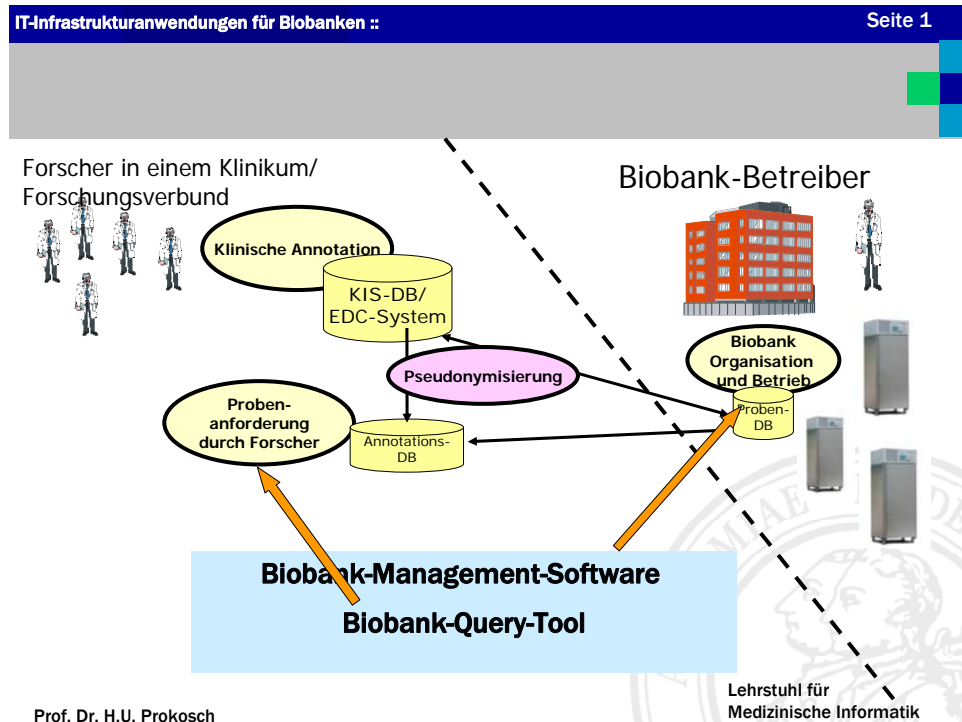 IT-Infrastrukturanwendungen für Biobanken ::
Seite 1
Forscher in einem Klinikum/
Forschungsverbund
Biobank-Betreiber
Klinische Annotation
KIS-DB/
EDC-System
Pseudonymisierung
Biobank
Organisation
und Betrieb
Proben-
DB
Proben-
anforderung
durch Forscher
Annotations-
DB
Biobank-Management-Software
Biobank-Query-Tool
Prof. Dr. H.U. Prokosch
Lehrstuhl für
Medizinische Informatik